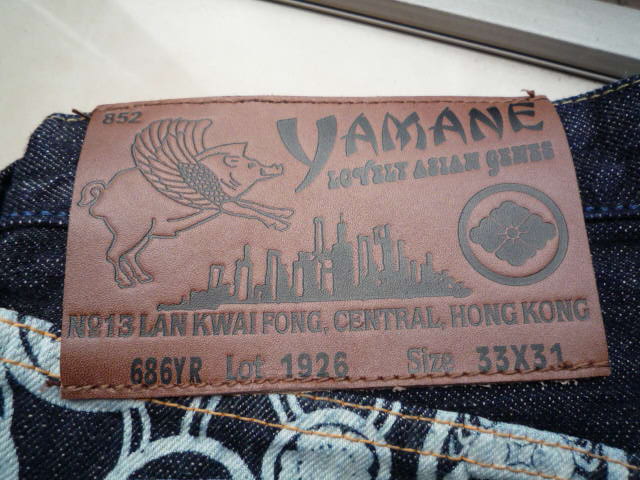 852
YAMANE
LOVELY ASIAN GENES
No13 LAN KWAI FONG, CENTRAL, HONG KONG
686YR Lot 1926 Size 33X31